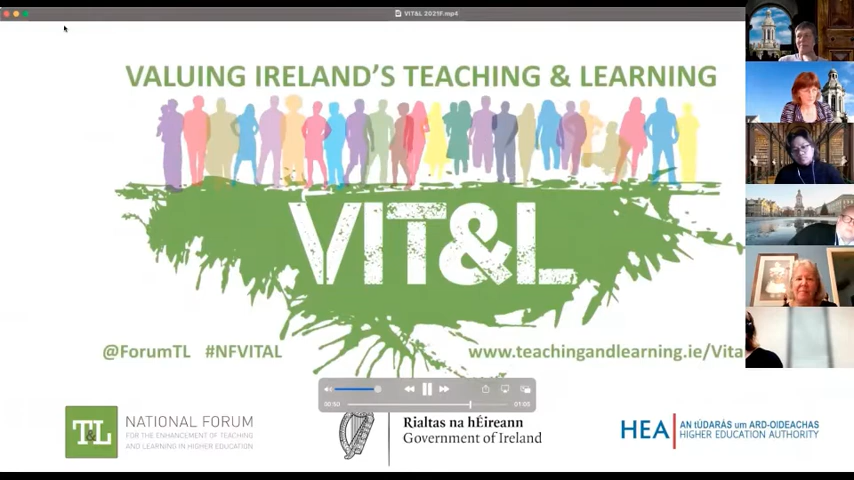 VIT&L 2021F.mp4
VALUING IRELAND'S TEACHING & LEARNING
VIT&L
@ForumTL #NFVITAL
www.teachingandlearning.ie/Vita
00:50
01:05
T&L
NATIONAL FORUM
FOR THE ENHANCEMENT OF TEACHING
AND LEARNING IN HIGHER EDUCATION
Rialtas na hÉireann
Government of Ireland
HEA
AN tÚDARÁS um ARD-OIDEACHAS
HIGHER EDUCATION AUTHORITY